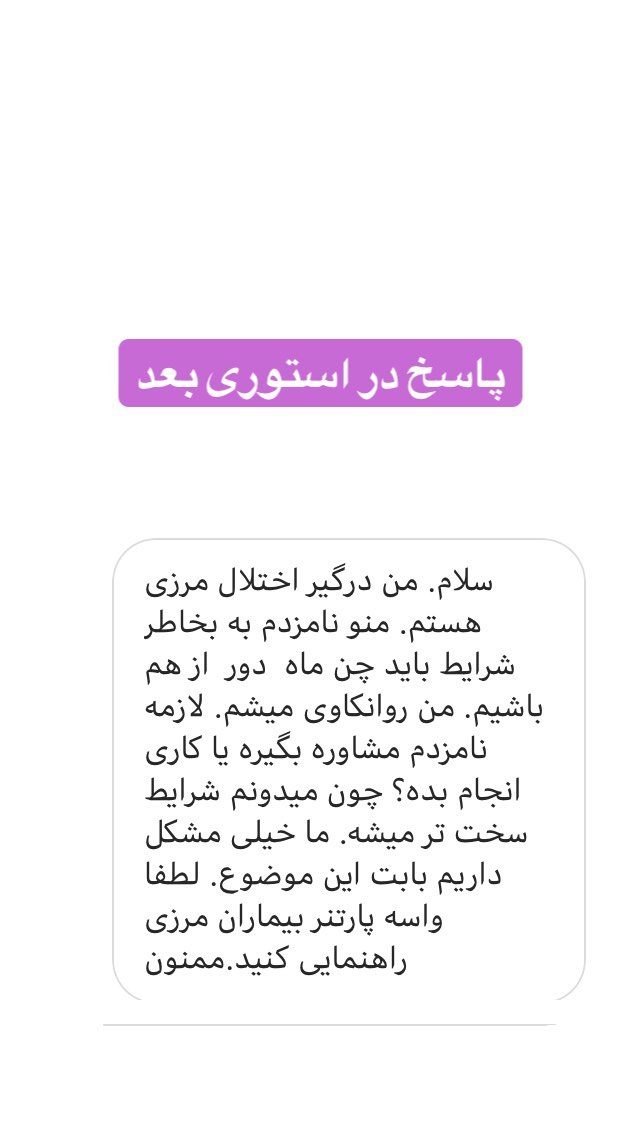 پاسخ در استوری بعد
سلام. من درگیر اختلال مرزی
هستم. منو نامزدم به بخاطر
شرایط باید چن ماه  دور  از هم
باشیم. من روانکاوی میشم. لازمه
نامزدم مشاوره بگیره یا کاری
انجام بده؟ چون میدونم شرایط
سخت تر میشه. ما خیلی مشکل
داریم بابت این موضوع. لطفا
واسه پارتنر بیماران مرزی
راهنمایی کنید.ممنون